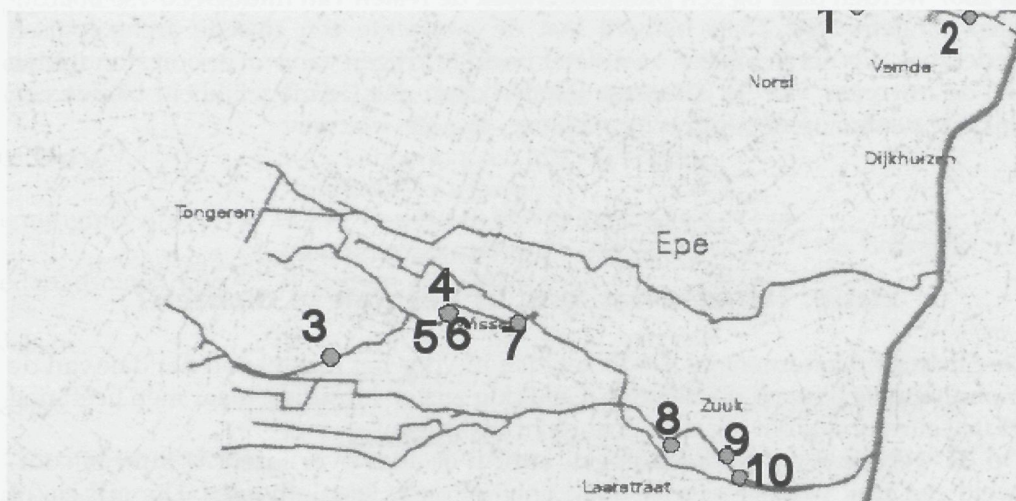 1
2
Norel
Vemde
Dijkhuizen
Tongeren
Epe
4
3
5
6
7
Zuuk
8
9
10
Laarstraat